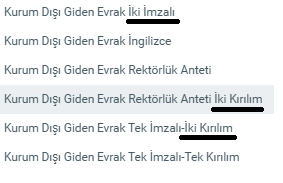 Kurum Dışı Giden Evrak İki İmzalı
Kurum Dışı Giden Evrak İngilizce
Kurum Dışı Giden Evrak Rektörlük Anteti
Kurum Dışı Giden Evrak Rektörlük Anteti İki Kırılım
Kurum Dışı Giden Evrak Tek İmzalı-İki Kırılım
Kurum Dışı Giden Evrak Tek İmzalı-Tek Kırılım